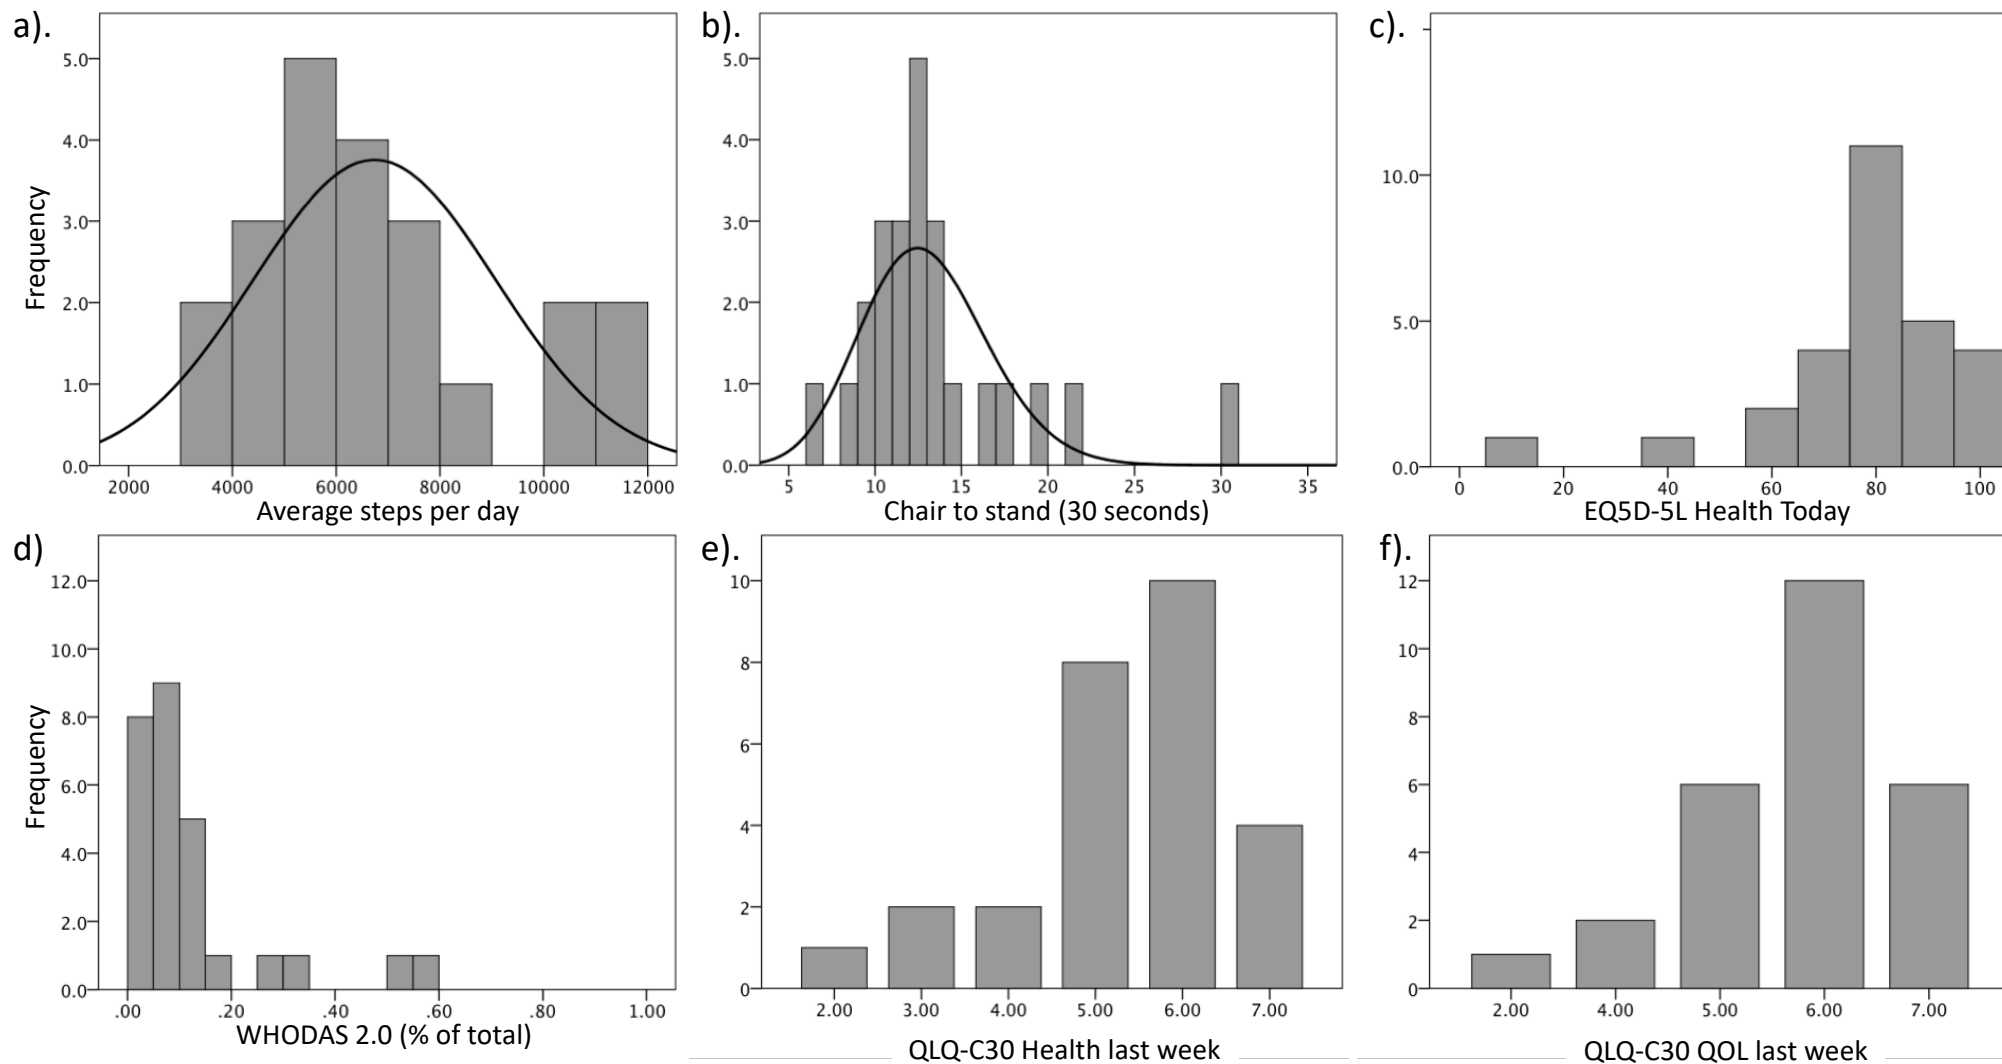 a).
5.0
4.0
3.0
2.0
1.0
0.0
Frequency
2000 4000 6000 8000 10000 12000
Average steps per day
b).
5.0
4.0
3.0
2.0
1.0
0.0
5 10 15 20 25 30 35
Chair to stand (30 seconds)
c).
10.0
5.0
0.0
0 20 40 60 80 100
EQ5D-5L Health Today
d)
12.0
10.0
8.0
6.0
4.0
2.0
0.0
Frequency
.00 .20 .40 .60 .80 1.00
WHODAS 2.0 (% of total)
e).
10
8
6
4
2
0
2.00 3.00 4.00 5.00 6.00 7.00
QLQ-C30 Health last week
f).
12
10
8
6
4
2
0
2.00 4.00 5.00 6.00 7.00
QLQ-C30 QOL last week